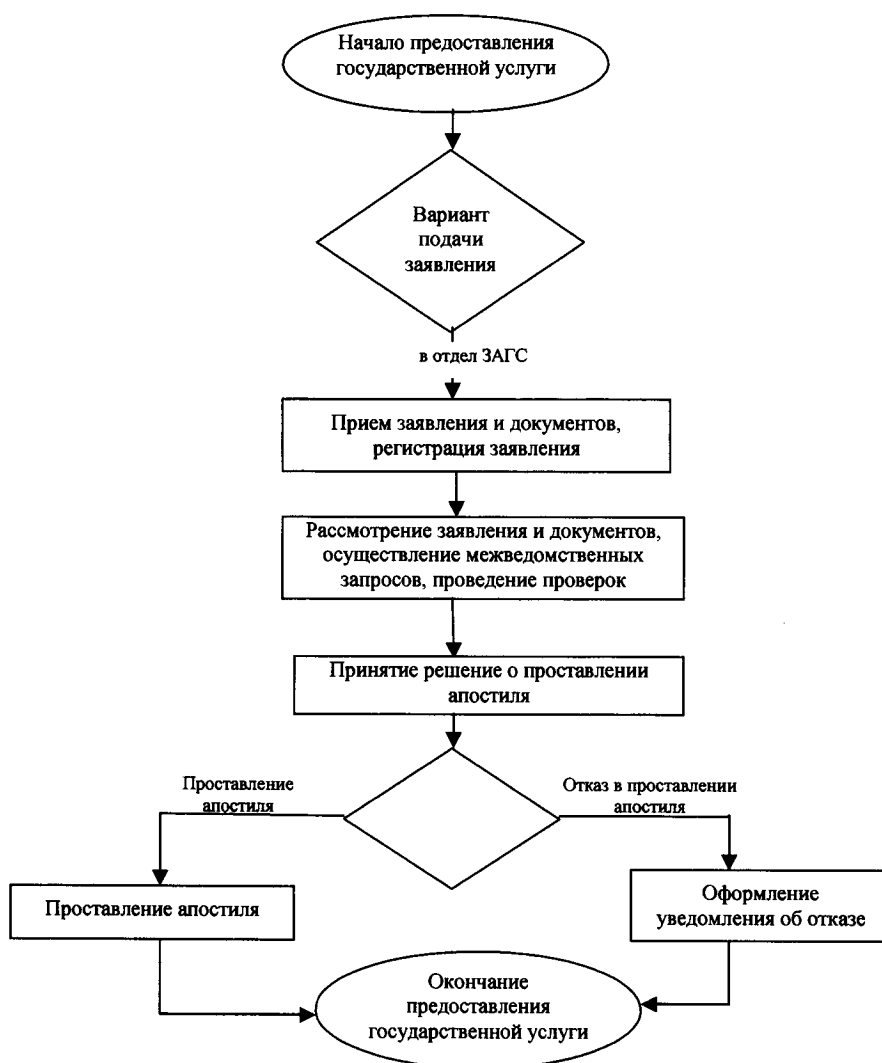 Начало предоставления
государственной услуги
Вариант
подачи
заявления
в отдел ЗАГС
Прием заявления и документов,
регистрация заявления
Рассмотрение заявления и документов,
осуществление межведомственных
запросов, проведение проверок
Принятие решение о проставлении
апостиля
Проставление
апостиля
Отказ в проставлении
апостиля
Проставление апостиля
Оформление
уведомления об отказе
Окончание
предоставления
государственной услуги